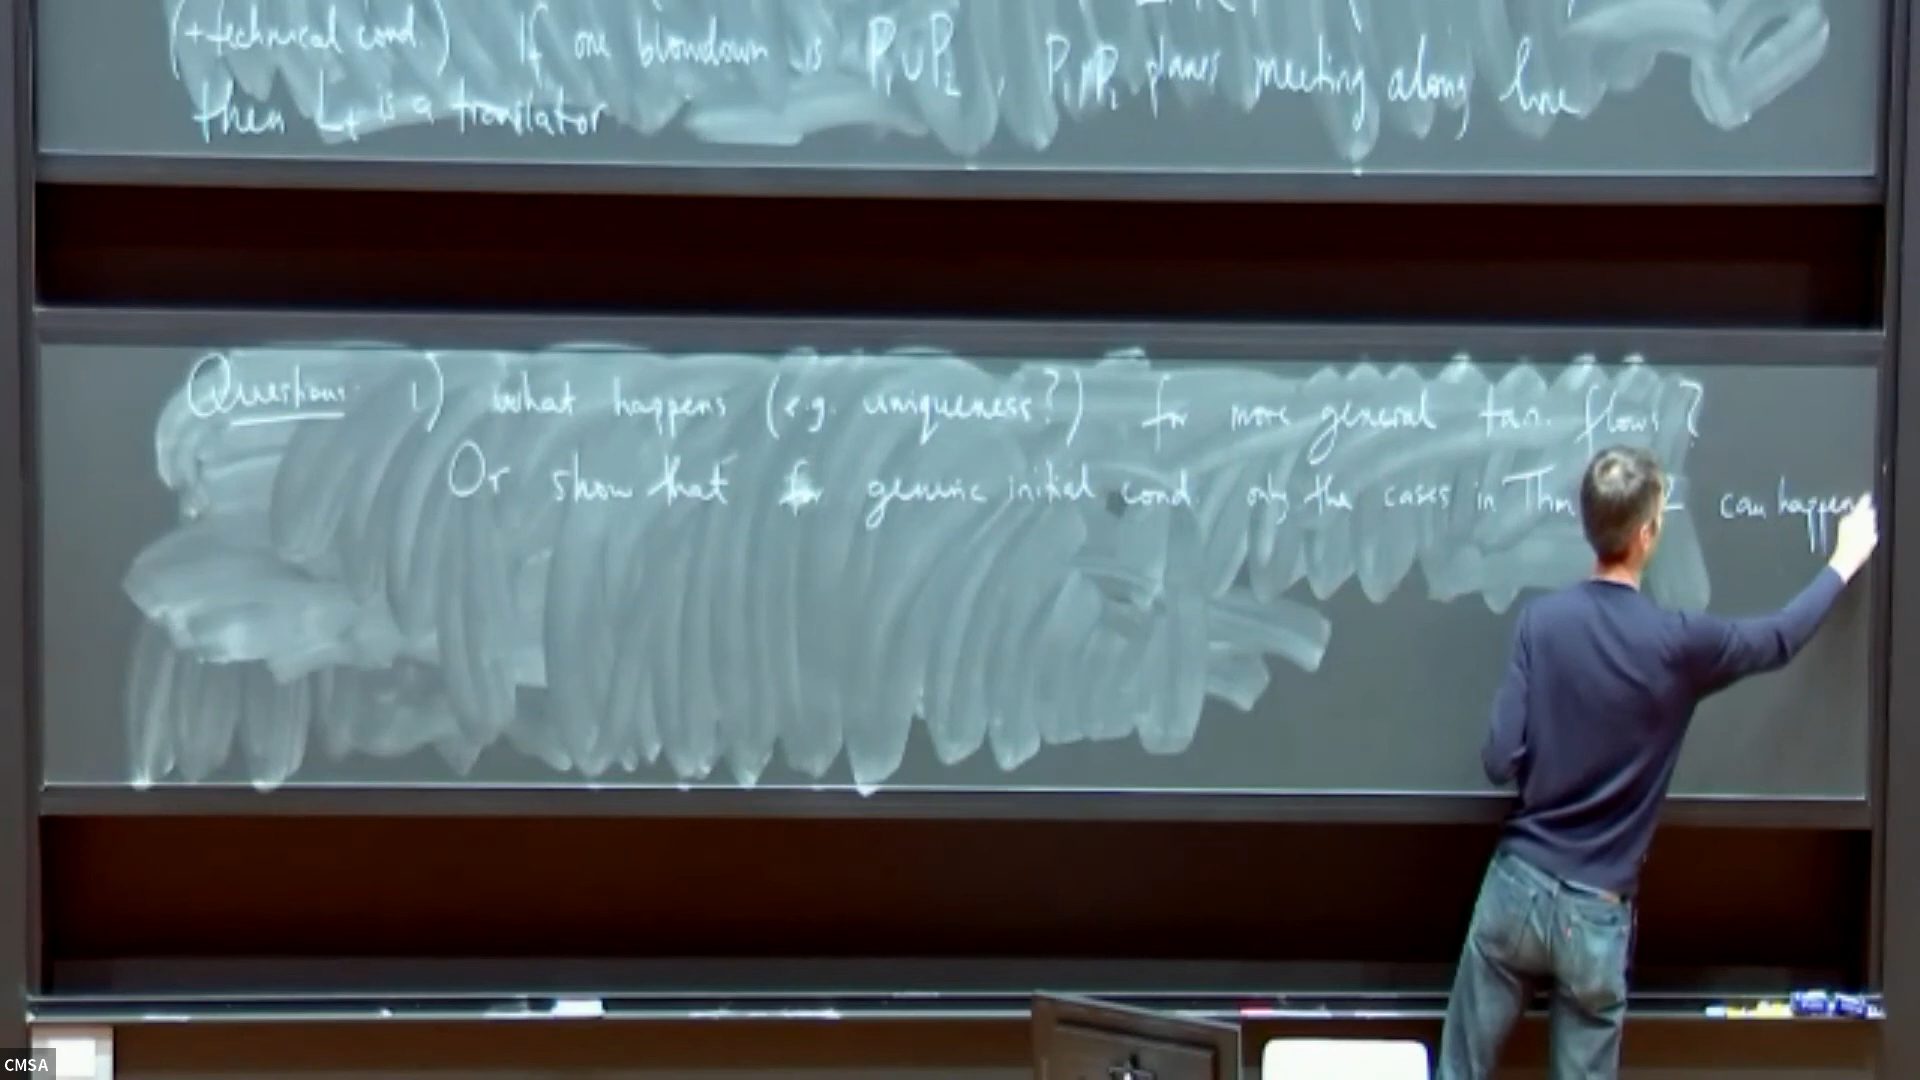 (+technical cond.) If one blowdown is P₁∪P₂, P₁, P₂ planes meeting along line
then L_t is a translator
Questions: 1) What happens (e.g. uniqueness?) for more general tan. flows?
Or show that for generic initial cond. only the cases in Thm 2 can happen
CMSA